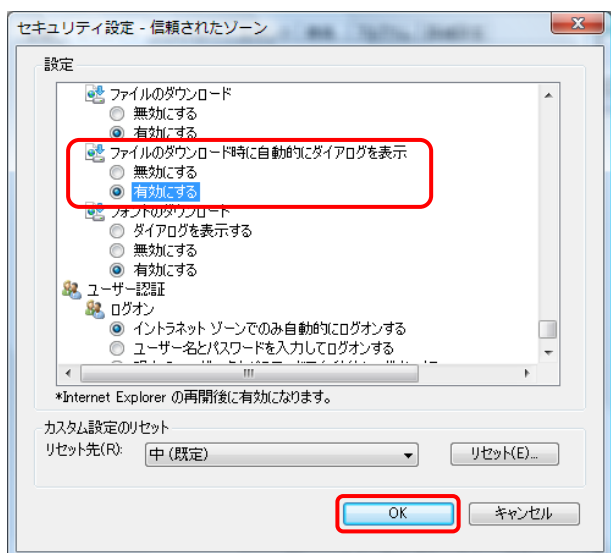 セキュリティ設定 - 信頼されたゾーン
設定
ファイルのダウンロード
無効にする
有効にする
ファイルのダウンロード時に自動的にダイアログを表示
無効にする
有効にする
フォントのダウンロード
ダイアログを表示する
無効にする
有効にする
ユーザー認証
ログオン
イントラネット ゾーンでのみ自動的にログオンする
ユーザー名とパスワードを入力してログオンする
*Internet Explorer の再開後に有効になります。
カスタム設定のリセット
リセット先(R): 中 (既定) リセット(E)...
OK キャンセル